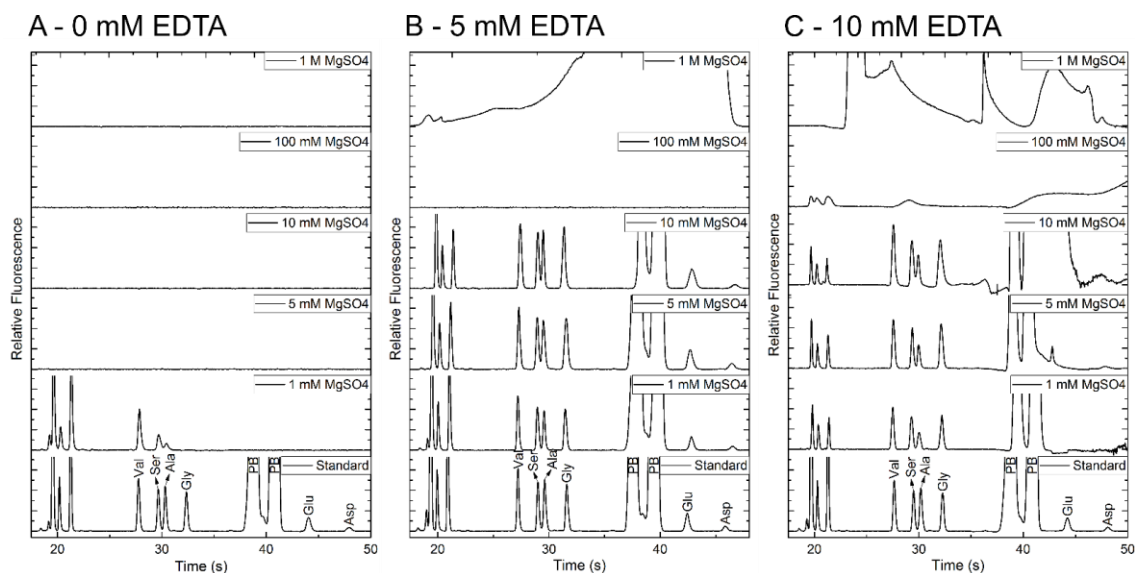 A - 0 mM EDTA
Relative Fluorescence
1 M MgSO4
100 mM MgSO4
10 mM MgSO4
5 mM MgSO4
1 mM MgSO4
Standard
Val
Ser
Ala
Gly
PB
PB
Glu
Asp
20 30 40 50
Time (s)
B - 5 mM EDTA
Relative Fluorescence
1 M MgSO4
100 mM MgSO4
10 mM MgSO4
5 mM MgSO4
1 mM MgSO4
Standard
Val
Ser
Ala
Gly
PB
PB
Glu
Asp
20 30 40
Time (s)
C - 10 mM EDTA
Relative Fluorescence
1 M MgSO4
100 mM MgSO4
10 mM MgSO4
5 mM MgSO4
1 mM MgSO4
Standard
Val
Ser
Ala
Gly
PB
PB
Glu
Asp
20 30 40 50
Time (s)